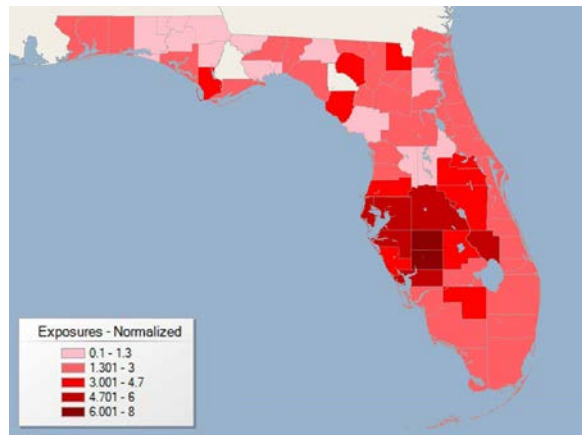 Exposures - Normalized
0.1 - 1.3
1.301 - 3
3.001 - 4.7
4.701 - 6
6.001 - 8